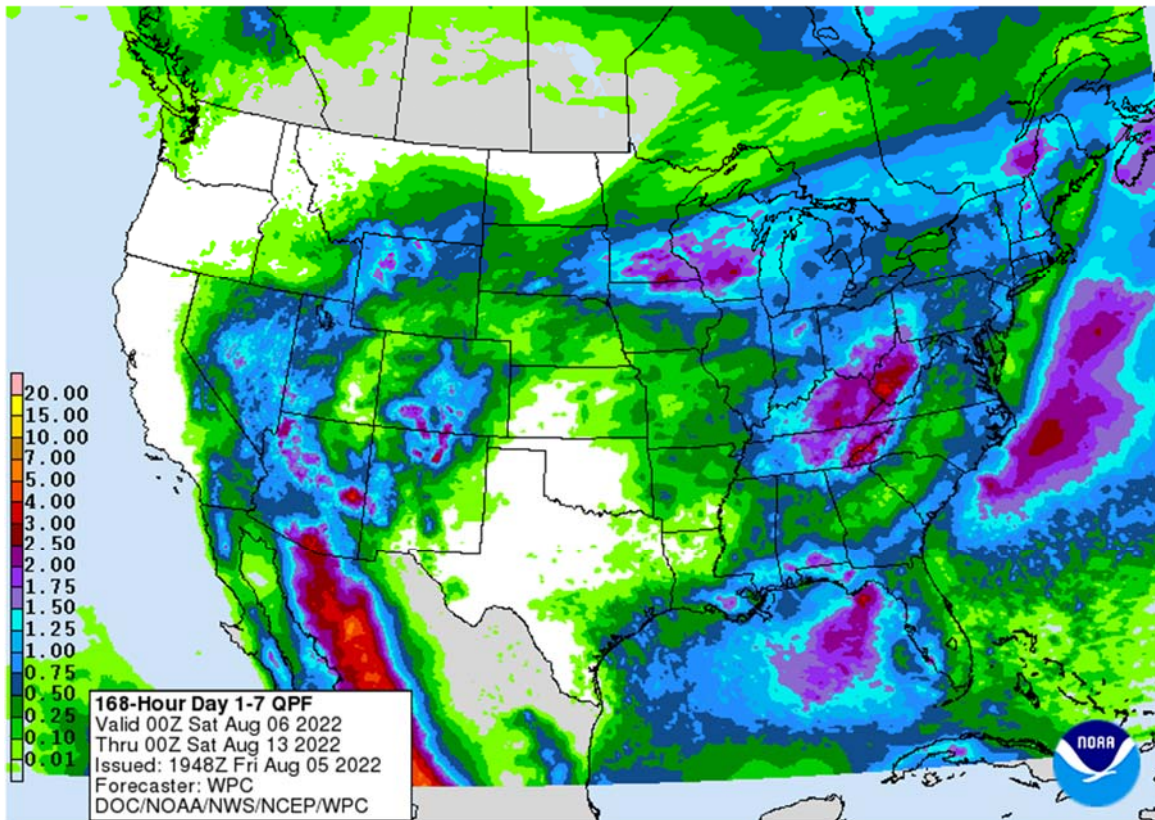 20.00
15.00
10.00
7.00
5.00
4.00
3.00
2.50
2.00
1.75
1.50
1.25
1.00
0.75
0.50
0.25
0.10
0.01
168-Hour Day 1-7 QPF
Valid 00Z Sat Aug 06 2022
Thru 00Z Sat Aug 13 2022
Issued: 1948Z Fri Aug 05 2022
Forecaster: WPC
DOC/NOAA/NWS/NCEP/WPC
NOAA